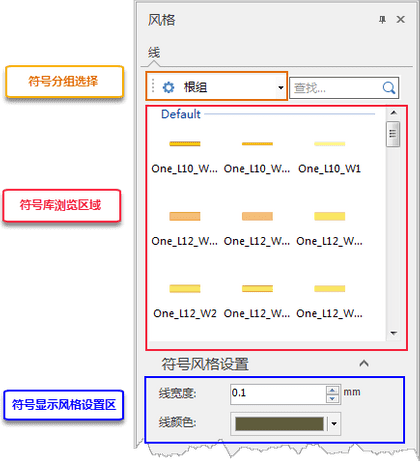 风格
线
符号分组选择
根组
查找...
Default
One_L10_W... One_L10_W... One_L10_W1
符号库浏览区域
One_L12_W... One_L12_W... One_L12_W...
One_L12_W2 One_L12_W... One_L12_W...
符号风格设置
线宽度: 0.1 mm
符号显示风格设置区
线颜色: